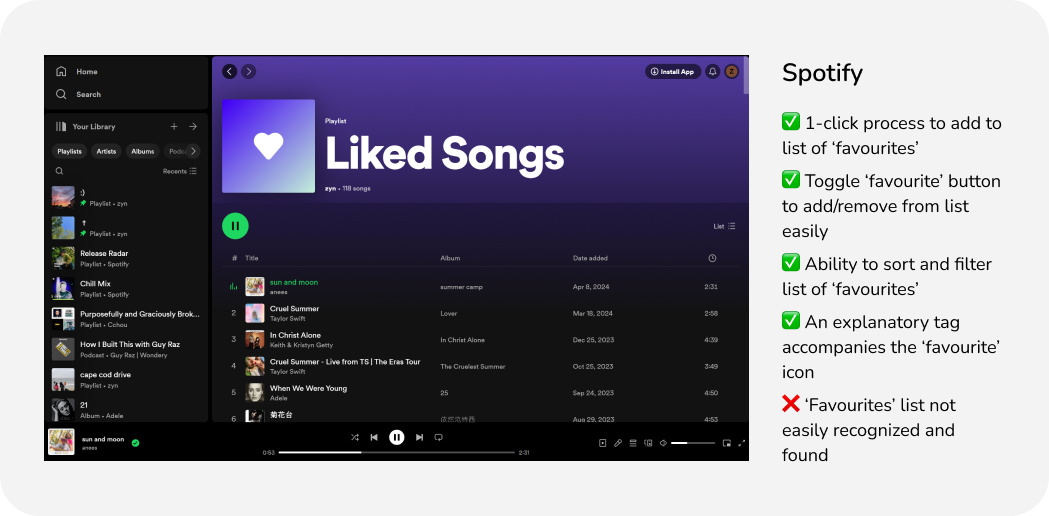 Home
Search
Your Library
Playlists Artists Albums
Recents
:)
Playlist • zyn
Playlist • zyn
Release Radar
Playlist • Spotify
Chill Mix
Playlist • Spotify
Purposefully and Graciously Brok...
Playlist • Cchou
How I Built This with Guy Raz
Podcast • Guy Raz | Wondery
cape cod drive
Playlist • zyn
21
Album • Adele
Install App
Playlist
Liked Songs
zyn • 118 songs
List
# Title Album Date added
sun and moon summer camp Apr 8, 2024 2:31
anees
2 Cruel Summer Lover Mar 18, 2024 2:58
Taylor Swift
3 In Christ Alone In Christ Alone Dec 25, 2023 4:39
Keith & Kristyn Getty
4 Cruel Summer - Live from TS | The Eras Tour The Cruelest Summer Oct 25, 2023 3:49
Taylor Swift
5 When We Were Young 25 Sep 24, 2023 4:50
Adele
6 菊花台 Aug 29, 2023 4:53
sun and moon
anees
0:53 2:31
Spotify
✅ 1-click process to add to
list of ‘favourites’
✅ Toggle ‘favourite’ button
to add/remove from list
easily
✅ Ability to sort and filter
list of ‘favourites’
✅ An explanatory tag
accompanies the ‘favourite’
icon
❌ ‘Favourites’ list not
easily recognized and
found